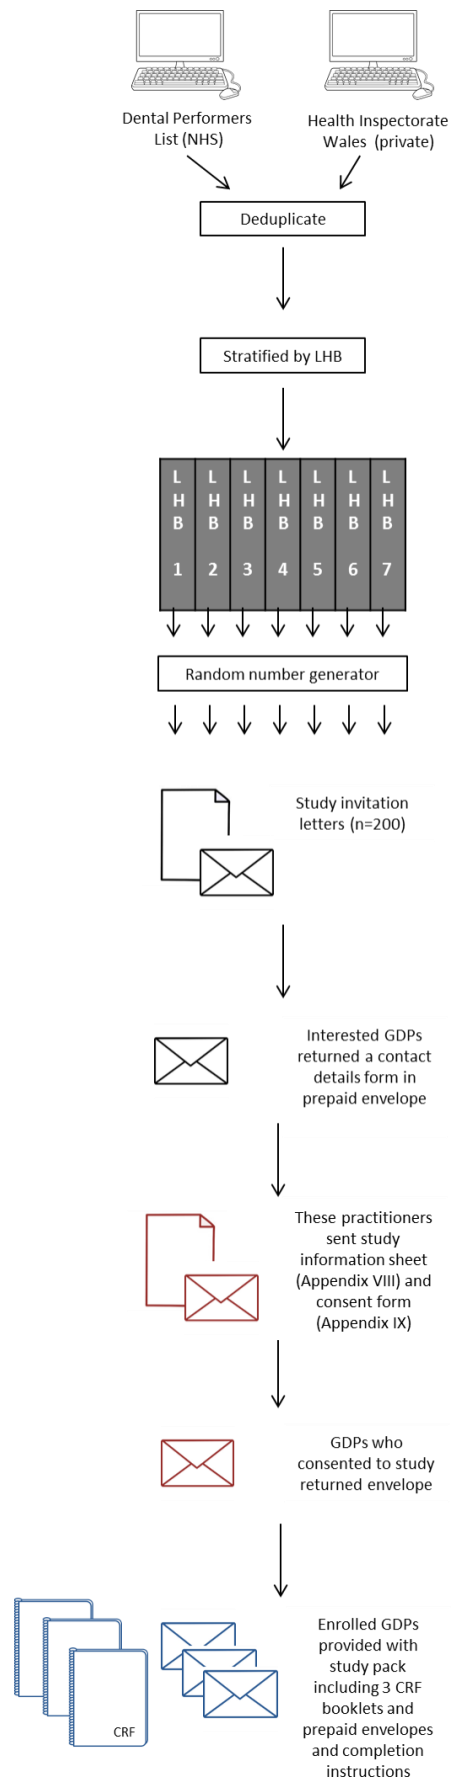 Dental Performers
List (NHS)
Health Inspectorate
Wales (private)
Deduplicate
Stratified by LHB
L H B 1
L H B 2
L H B 3
L H B 4
L H B 5
L H B 6
L H B 7
Random number generator
Study invitation
letters (n=200)
Interested GDPs
returned a contact
details form in
prepaid envelope
These practitioners
sent study
information sheet
(Appendix VIII) and
consent form
(Appendix IX)
GDPs who
consented to study
returned envelope
CRF
Enrolled GDPs
provided with
study pack
including 3 CRF
booklets and
prepaid envelopes
and completion
instructions